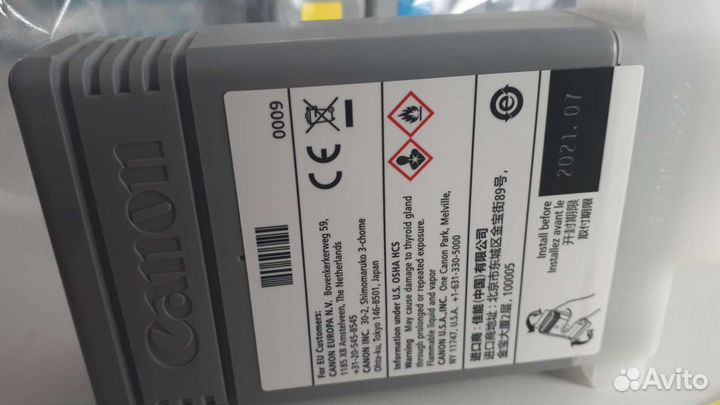 Canon
0009
CE
For EU Customers:
CANON EUROPA N.V. Bovenkerkerweg 59,
1185 XB Amstelveen, The Netherlands
+31-20-545-8545
CANON INC. 30-2, Shimomaruko 3-chome
Ohta-ku, Tokyo 146-8501, Japan
Information under U.S. OSHA HCS
Warning May cause damage to thyroid gland
through prolonged or repeated exposure.
Flammable liquid and vapor
CANON U.S.A.,INC. One Canon Park, Melville,
NY 11747, U.S.A. +1-631-330-5000
进口商：佳能(中国)有限公司
进口商地址：北京市东城区金宝街89号，
金宝大厦2层，100005
2021.07
Install before
Installez avant le
开封期限
取付期限
Avito